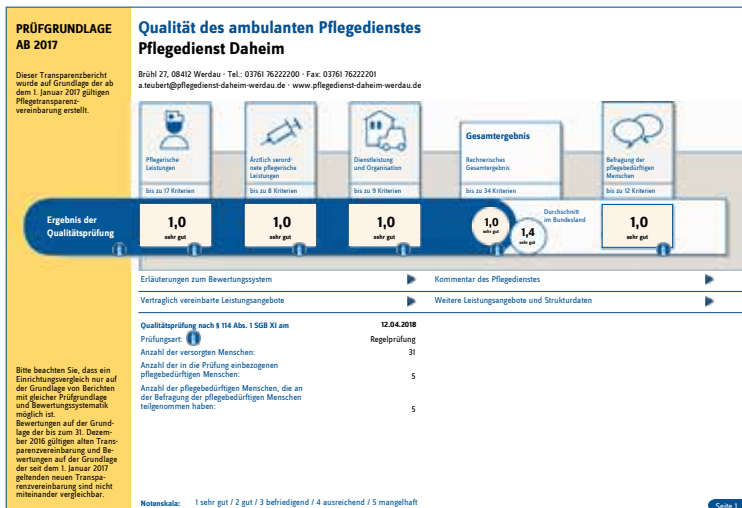 PRÜFGRUNDLAGE
AB 2017
Dieser Transparenzbericht
wurde auf Grundlage der ab
dem 1. Januar 2017 gültigen
Pflegetransparenz-
vereinbarung erstellt.
Qualität des ambulanten Pflegedienstes
Pflegedienst Daheim
Brühl 27, 08412 Werdau · Tel.: 03761 76222200 · Fax: 03761 76222201
a.teubert@pflegedienst-daheim-werdau.de · www.pflegedienst-daheim-werdau.de
Pflegerische
Leistungen
bis zu 17 Kriterien
Ärztlich verord-
nete pflegerische
Leistungen
bis zu 8 Kriterien
Dienstleistung
und Organisation
bis zu 9 Kriterien
Gesamtergebnis
Rechnerisches
Gesamtergebnis
bis zu 34 Kriterien
Befragung der
pflegebedürftigen
Menschen
bis zu 12 Kriterien
Ergebnis der
Qualitätsprüfung
1,0
sehr gut
1,0
sehr gut
1,0
sehr gut
1,0
sehr gut
Durchschnitt
im Bundesland
1,4
sehr gut
1,0
sehr gut
Erläuterungen zum Bewertungssystem
Kommentar des Pflegedienstes
Vertraglich vereinbarte Leistungsangebote
Weitere Leistungsangebote und Strukturdaten
Qualitätsprüfung nach § 114 Abs. 1 SGB XI am 12.04.2018
Prüfungsart: Regelprüfung
Anzahl der versorgten Menschen: 31
Anzahl der in die Prüfung einbezogenen
pflegebedürftigen Menschen: 5
Anzahl der pflegebedürftigen Menschen, die an
der Befragung der pflegebedürftigen Menschen
teilgenommen haben: 5
Bitte beachten Sie, dass ein
Einrichtungsvergleich nur auf
der Grundlage von Berichten
mit gleicher Prüfgrundlage
und Bewertungssystematik
möglich ist.
Bewertungen auf der Grund-
lage der bis zum 31. Dezem-
ber 2016 gültigen alten Trans-
parenzvereinbarung und Be-
wertungen auf der Grundlage
der seit dem 1. Januar 2017
geltenden neuen Transpa-
renzvereinbarung sind nicht
miteinander vergleichbar.
Notenskala: 1 sehr gut / 2 gut / 3 befriedigend / 4 ausreichend / 5 mangelhaft
Seite 1